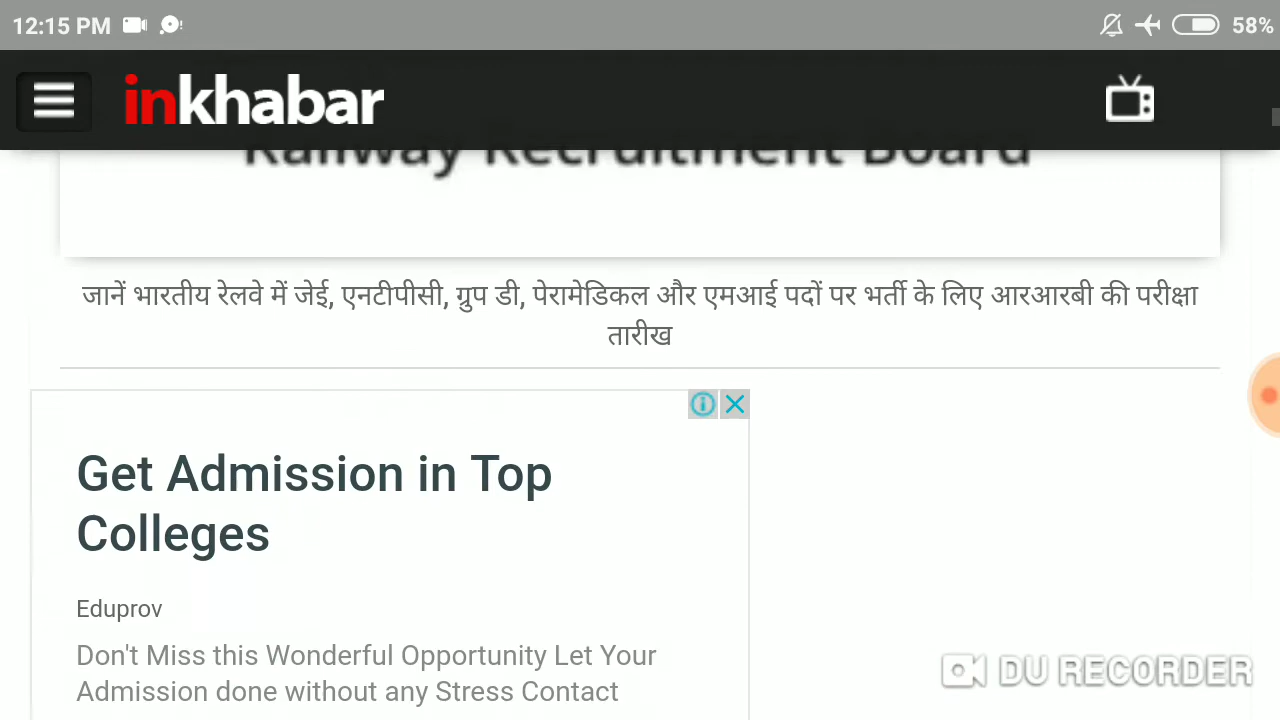 12:15 PM
58%
inkhabar
Railway Recruitment Board
जानें भारतीय रेलवे में जेई, एनटीपीसी, ग्रुप डी, पेरामेडिकल और एमआई पदों पर भर्ती के लिए आरआरबी की परीक्षा
तारीख
Get Admission in Top
Colleges
Eduprov
Don't Miss this Wonderful Opportunity Let Your
Admission done without any Stress Contact
DU RECORDER